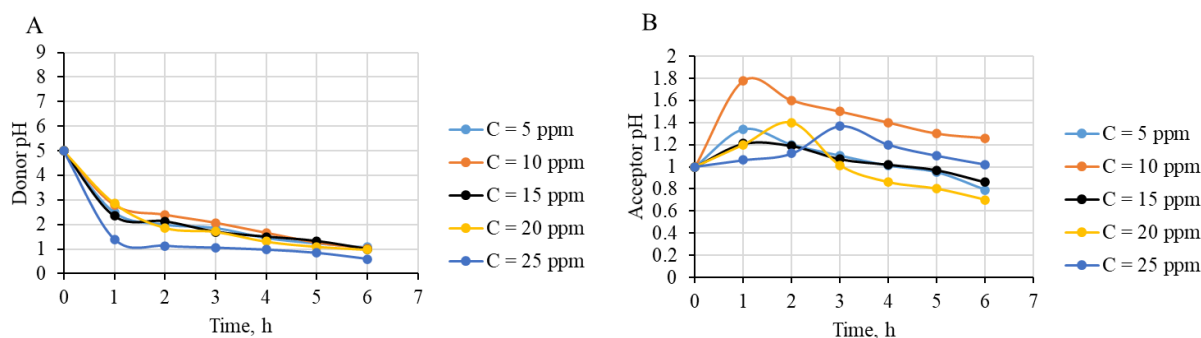 A
Donor pH
9
8
7
6
5
4
3
2
1
0
0 1 2 3 4 5 6 7
Time, h
C = 5 ppm
C = 10 ppm
C = 15 ppm
C = 20 ppm
C = 25 ppm
B
Acceptor pH
2
1.8
1.6
1.4
1.2
1
0.8
0.6
0.4
0.2
0
0 1 2 3 4 5 6 7
Time, h
C = 5 ppm
C = 10 ppm
C = 15 ppm
C = 20 ppm
C = 25 ppm